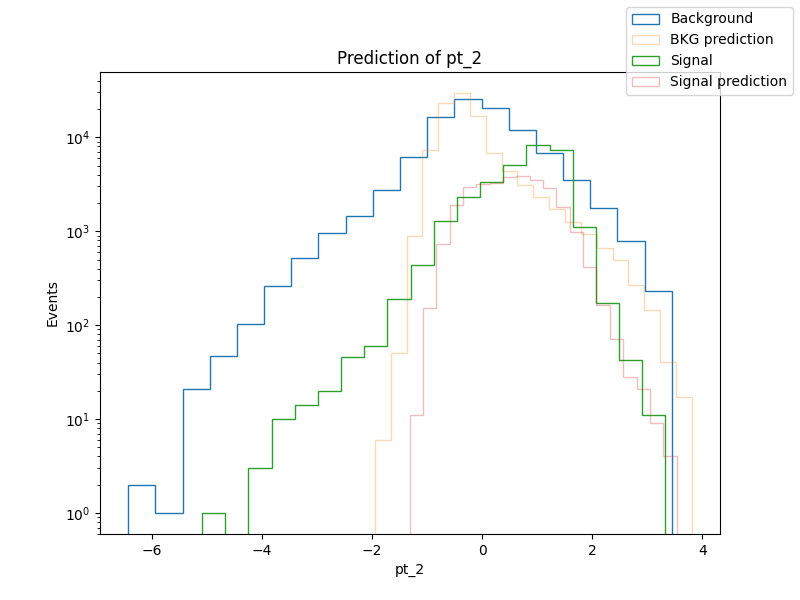 Prediction of pt_2
Background
BKG prediction
Signal
Signal prediction
Events
10^4
10^3
10^2
10^1
10^0
−6 −4 −2 0 2 4
pt_2